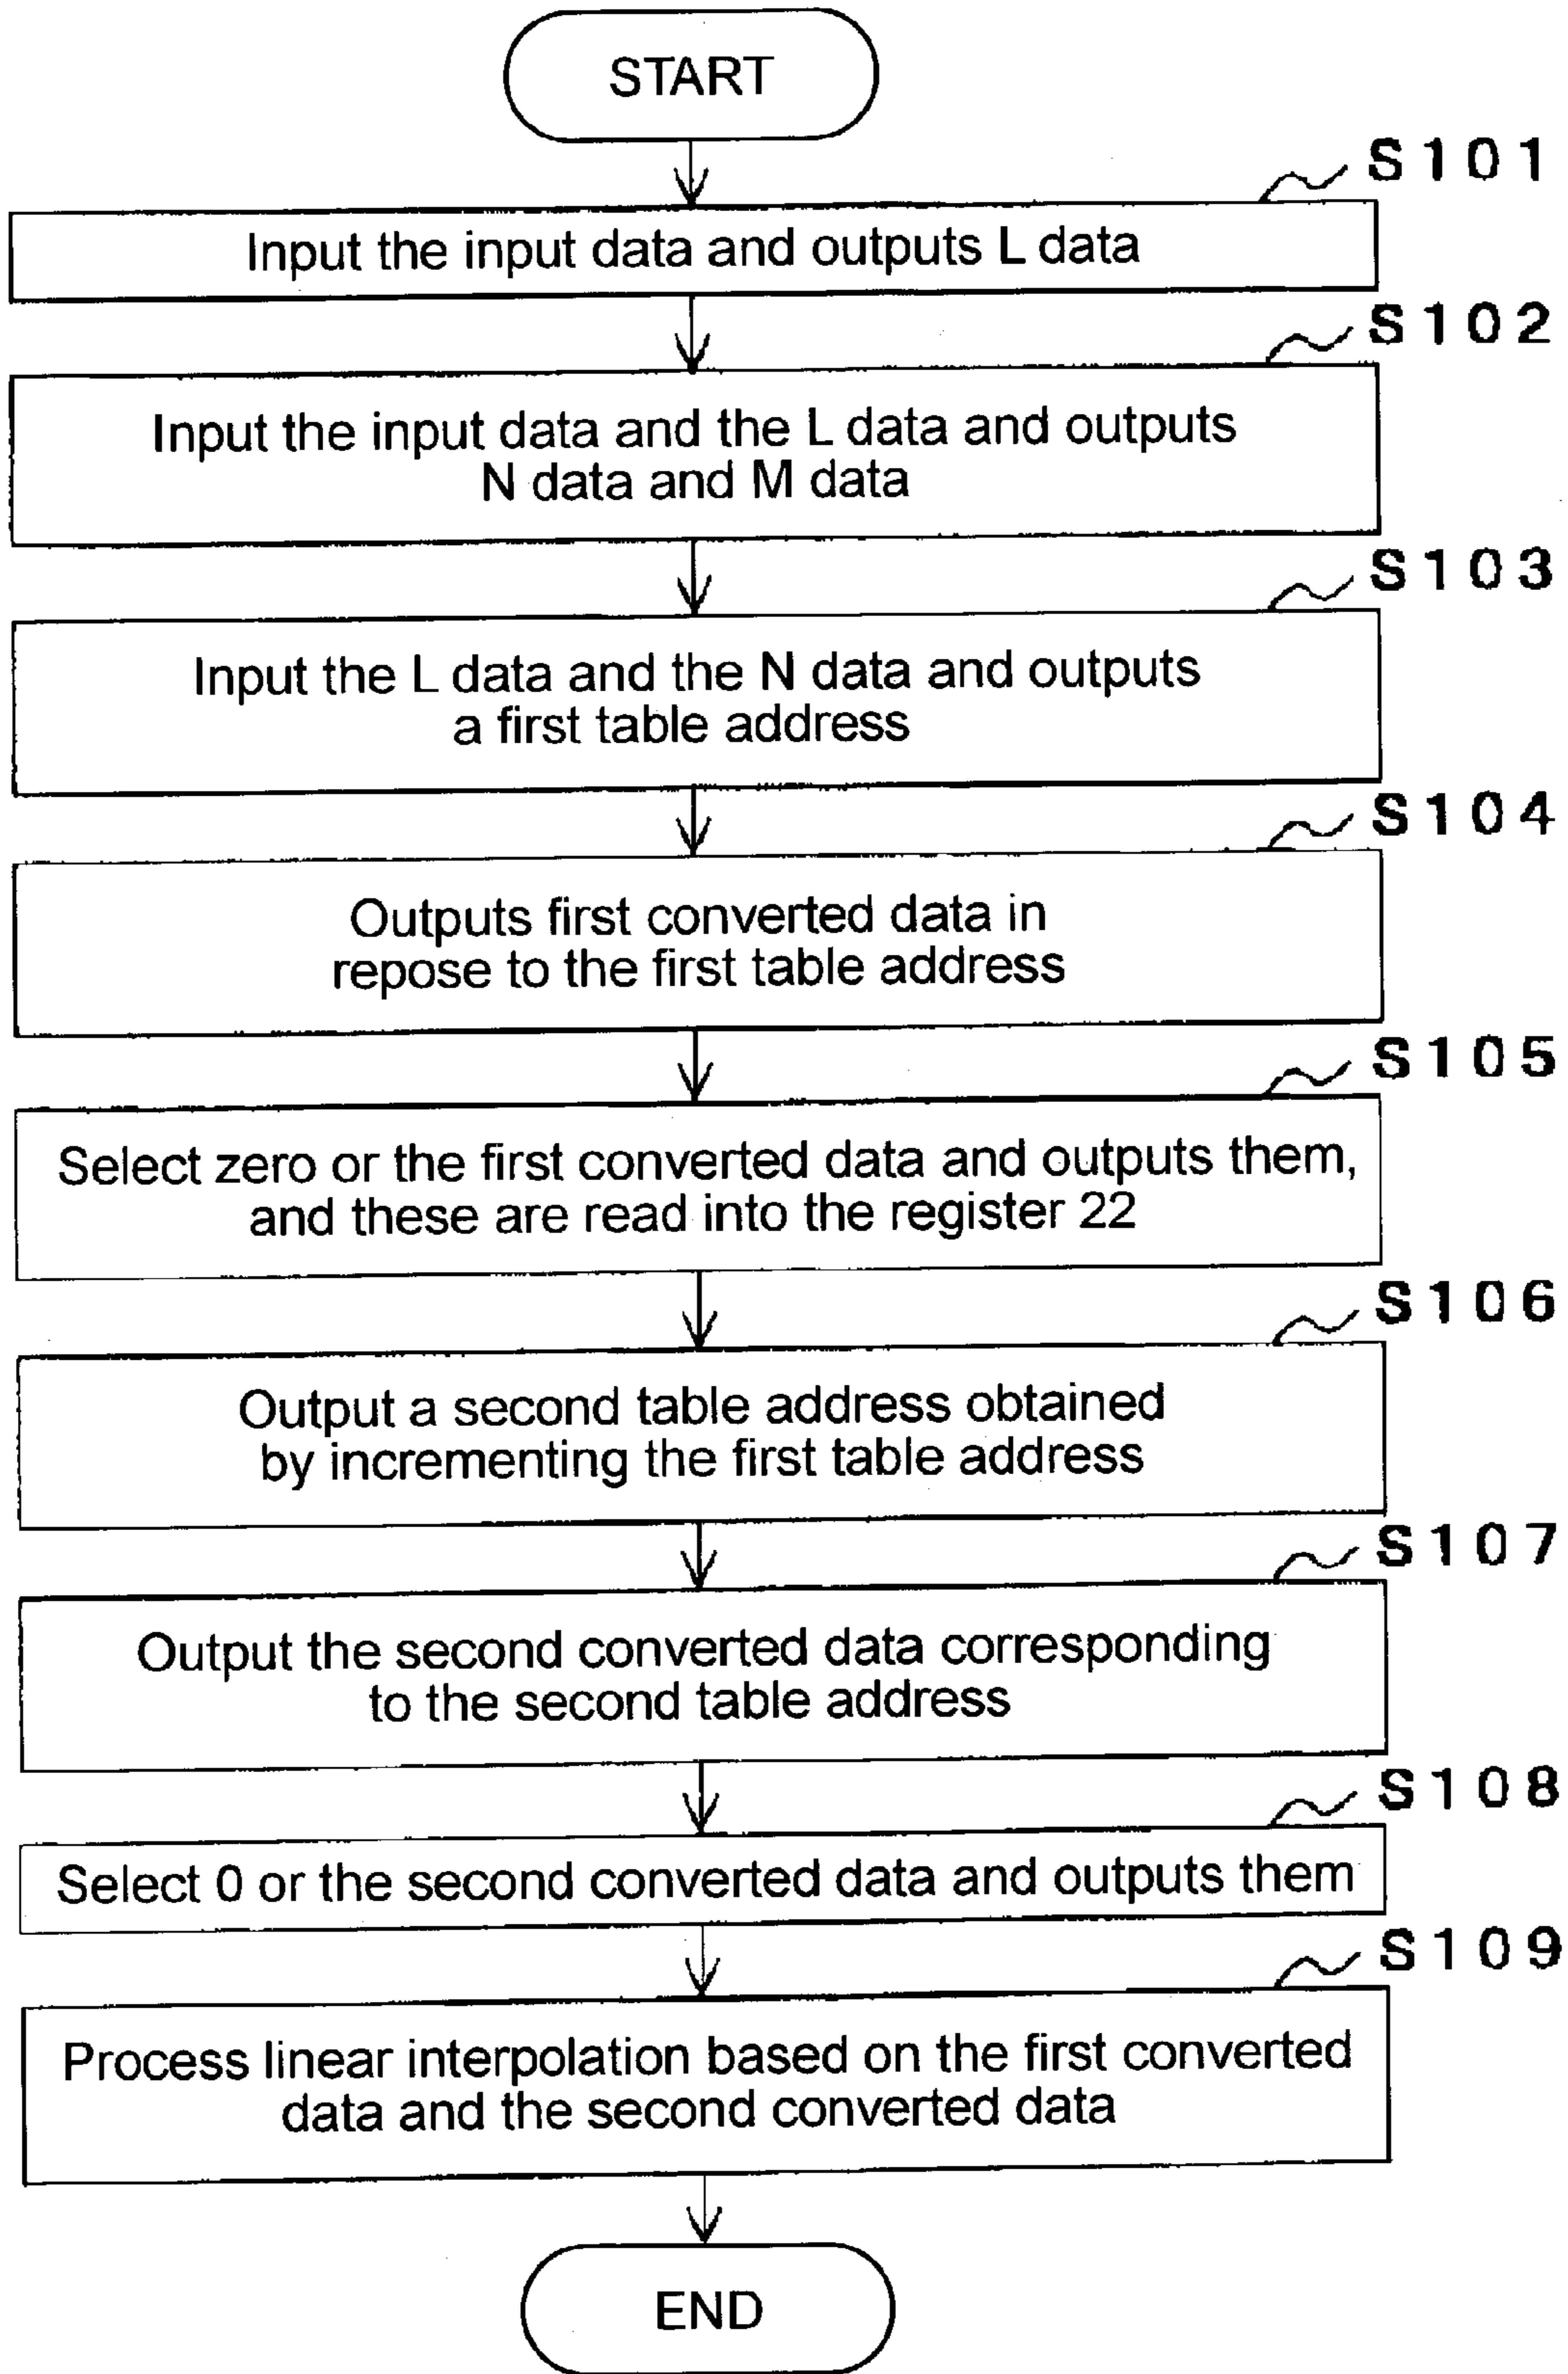 START
S101
Input the input data and outputs L data
S102
Input the input data and the L data and outputs
N data and M data
S103
Input the L data and the N data and outputs
a first table address
S104
Outputs first converted data in
repose to the first table address
S105
Select zero or the first converted data and outputs them,
and these are read into the register 22
S106
Output a second table address obtained
by incrementing the first table address
S107
Output the second converted data corresponding
to the second table address
S108
Select 0 or the second converted data and outputs them
S109
Process linear interpolation based on the first converted
data and the second converted data
END